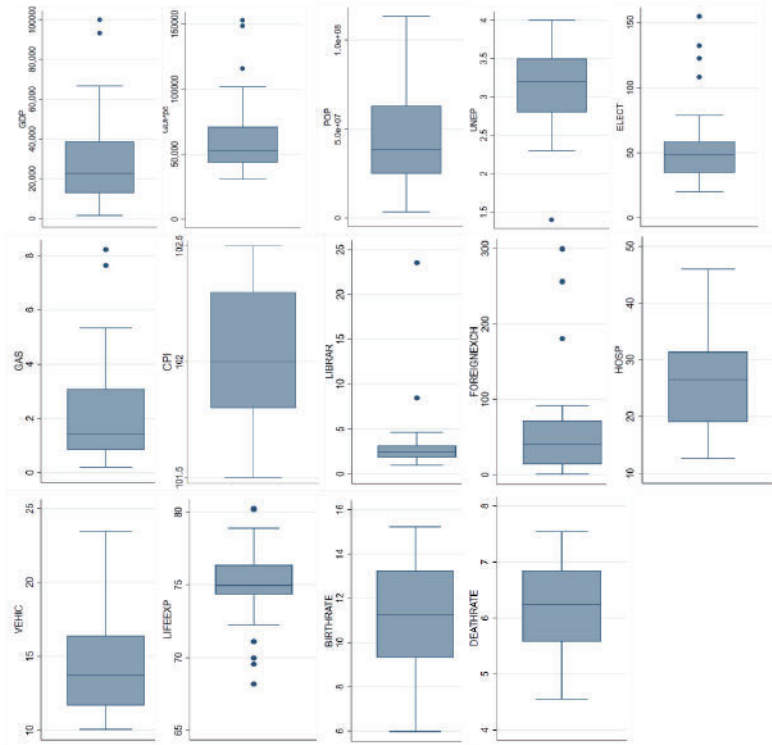 GDP
0 20,000 40,000 60,000 80,000 100,000
0 50,000 100000 150000
POP
0 5.0e+07 1.0e+08
UNEP
1.5 2 2.5 3 3.5 4
ELECT
0 50 100 150
GAS
0 2 4 6 8
CPI
101.5 102 102.5
LIBRAR
0 5 10 15 20 25
FOREIGNEXCH
0 100 200 300
HOSP
10 20 30 40 50
VEHIC
10 15 20 25
LIFEEXP
65 70 75 80
BIRTHRATE
6 8 10 12 14 16
DEATHRATE
4 5 6 7 8